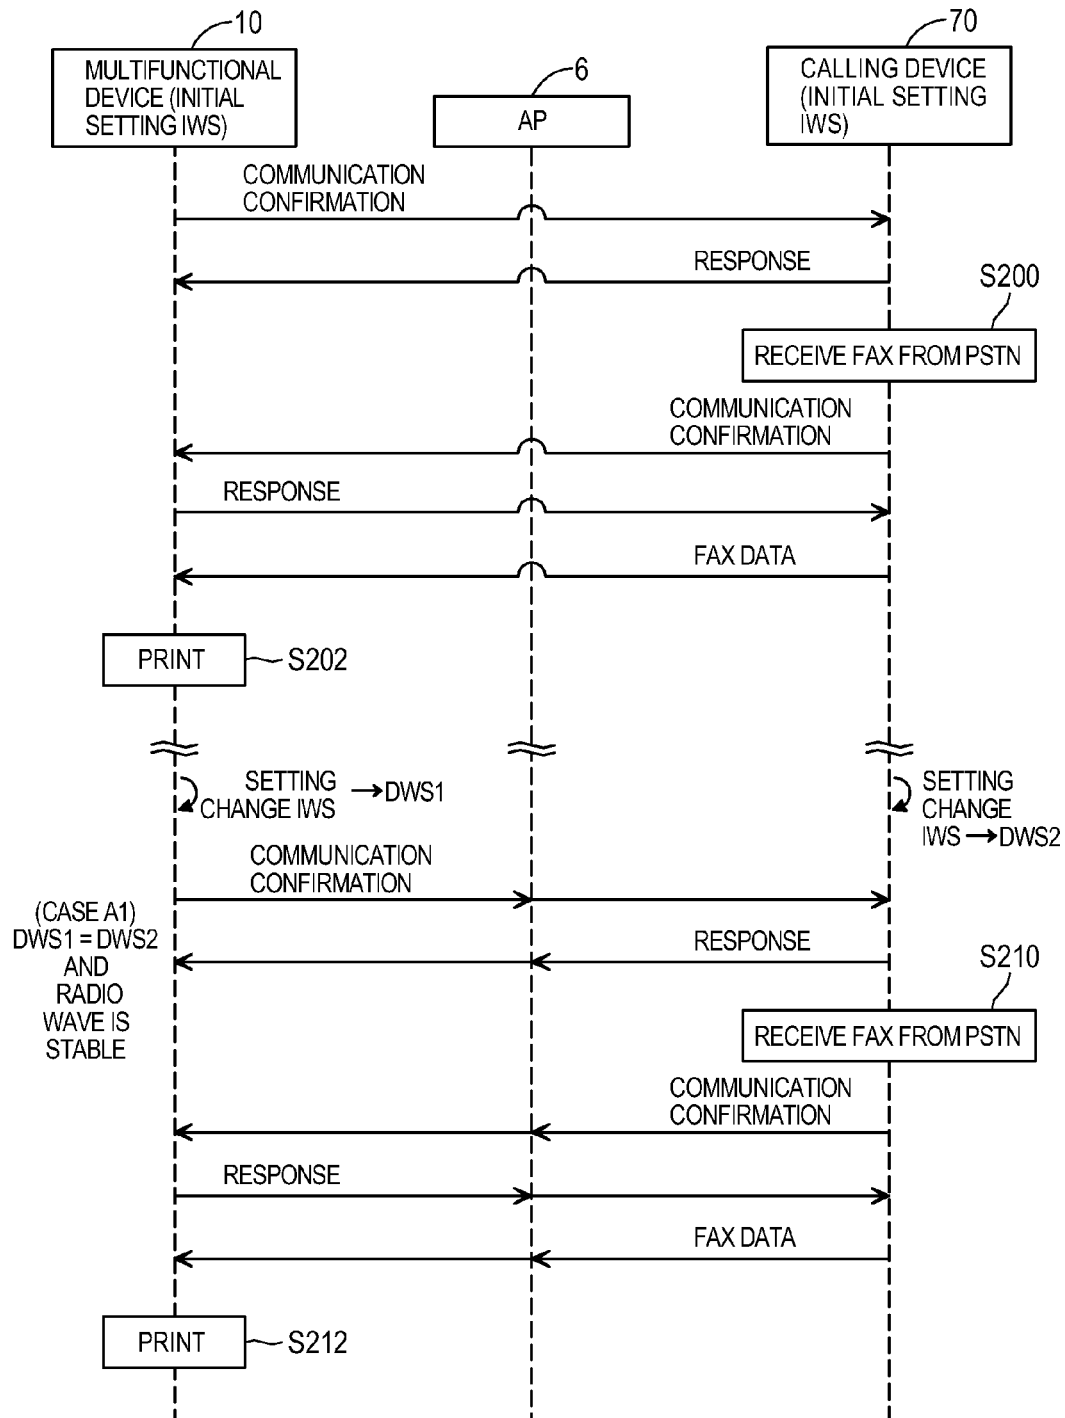 10
MULTIFUNCTIONAL
DEVICE (INITIAL
SETTING IWS)
6
AP
70
CALLING DEVICE
(INITIAL SETTING
IWS)
COMMUNICATION
CONFIRMATION
RESPONSE
S200
RECEIVE FAX FROM PSTN
COMMUNICATION
CONFIRMATION
RESPONSE
FAX DATA
PRINT
S202
SETTING
CHANGE IWS →DWS1
SETTING
CHANGE
IWS →DWS2
COMMUNICATION
CONFIRMATION
(CASE A1)
DWS1 = DWS2
AND
RADIO
WAVE IS
STABLE
RESPONSE
S210
RECEIVE FAX FROM PSTN
COMMUNICATION
CONFIRMATION
RESPONSE
FAX DATA
PRINT
S212